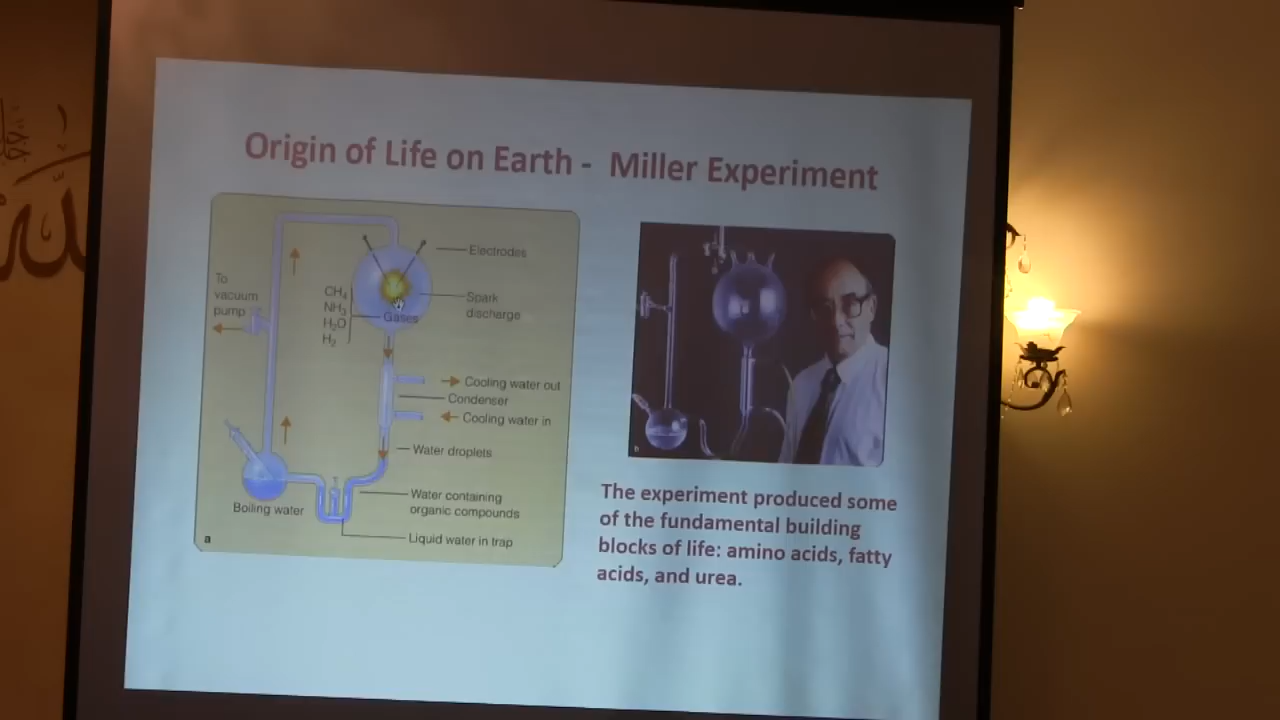 Origin of Life on Earth - Miller Experiment
Electrodes
To
vacuum
pump
CH4
NH3
H2O
H2
Gases
Spark
discharge
Cooling water out
Condenser
Cooling water in
Water droplets
Boiling water
Water containing
organic compounds
Liquid water in trap
a
The experiment produced some
of the fundamental building
blocks of life: amino acids, fatty
acids, and urea.